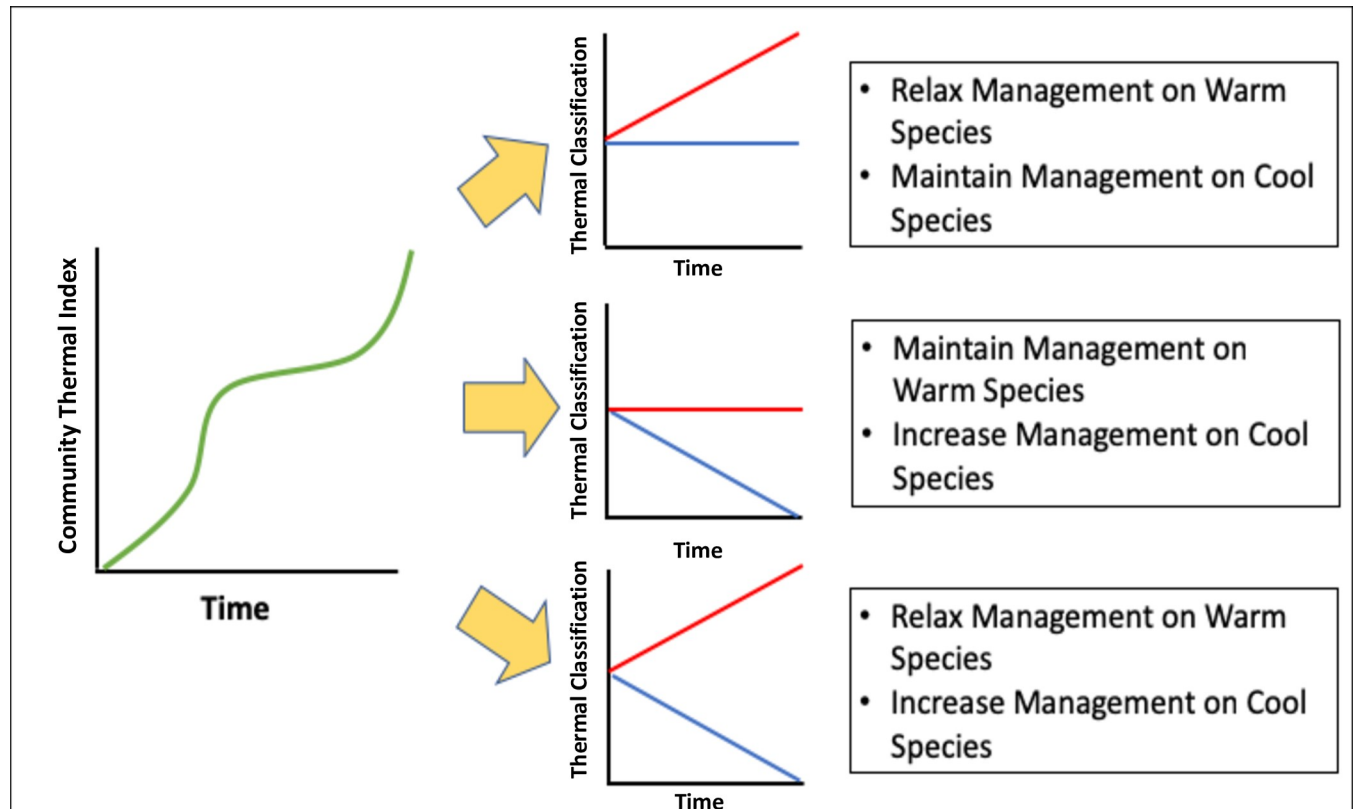 Community Thermal Index
Time
Thermal Classification
Time
• Relax Management on Warm
Species
• Maintain Management on Cool
Species
Thermal Classification
Time
• Maintain Management on
Warm Species
• Increase Management on Cool
Species
Thermal Classification
Time
• Relax Management on Warm
Species
• Increase Management on Cool
Species